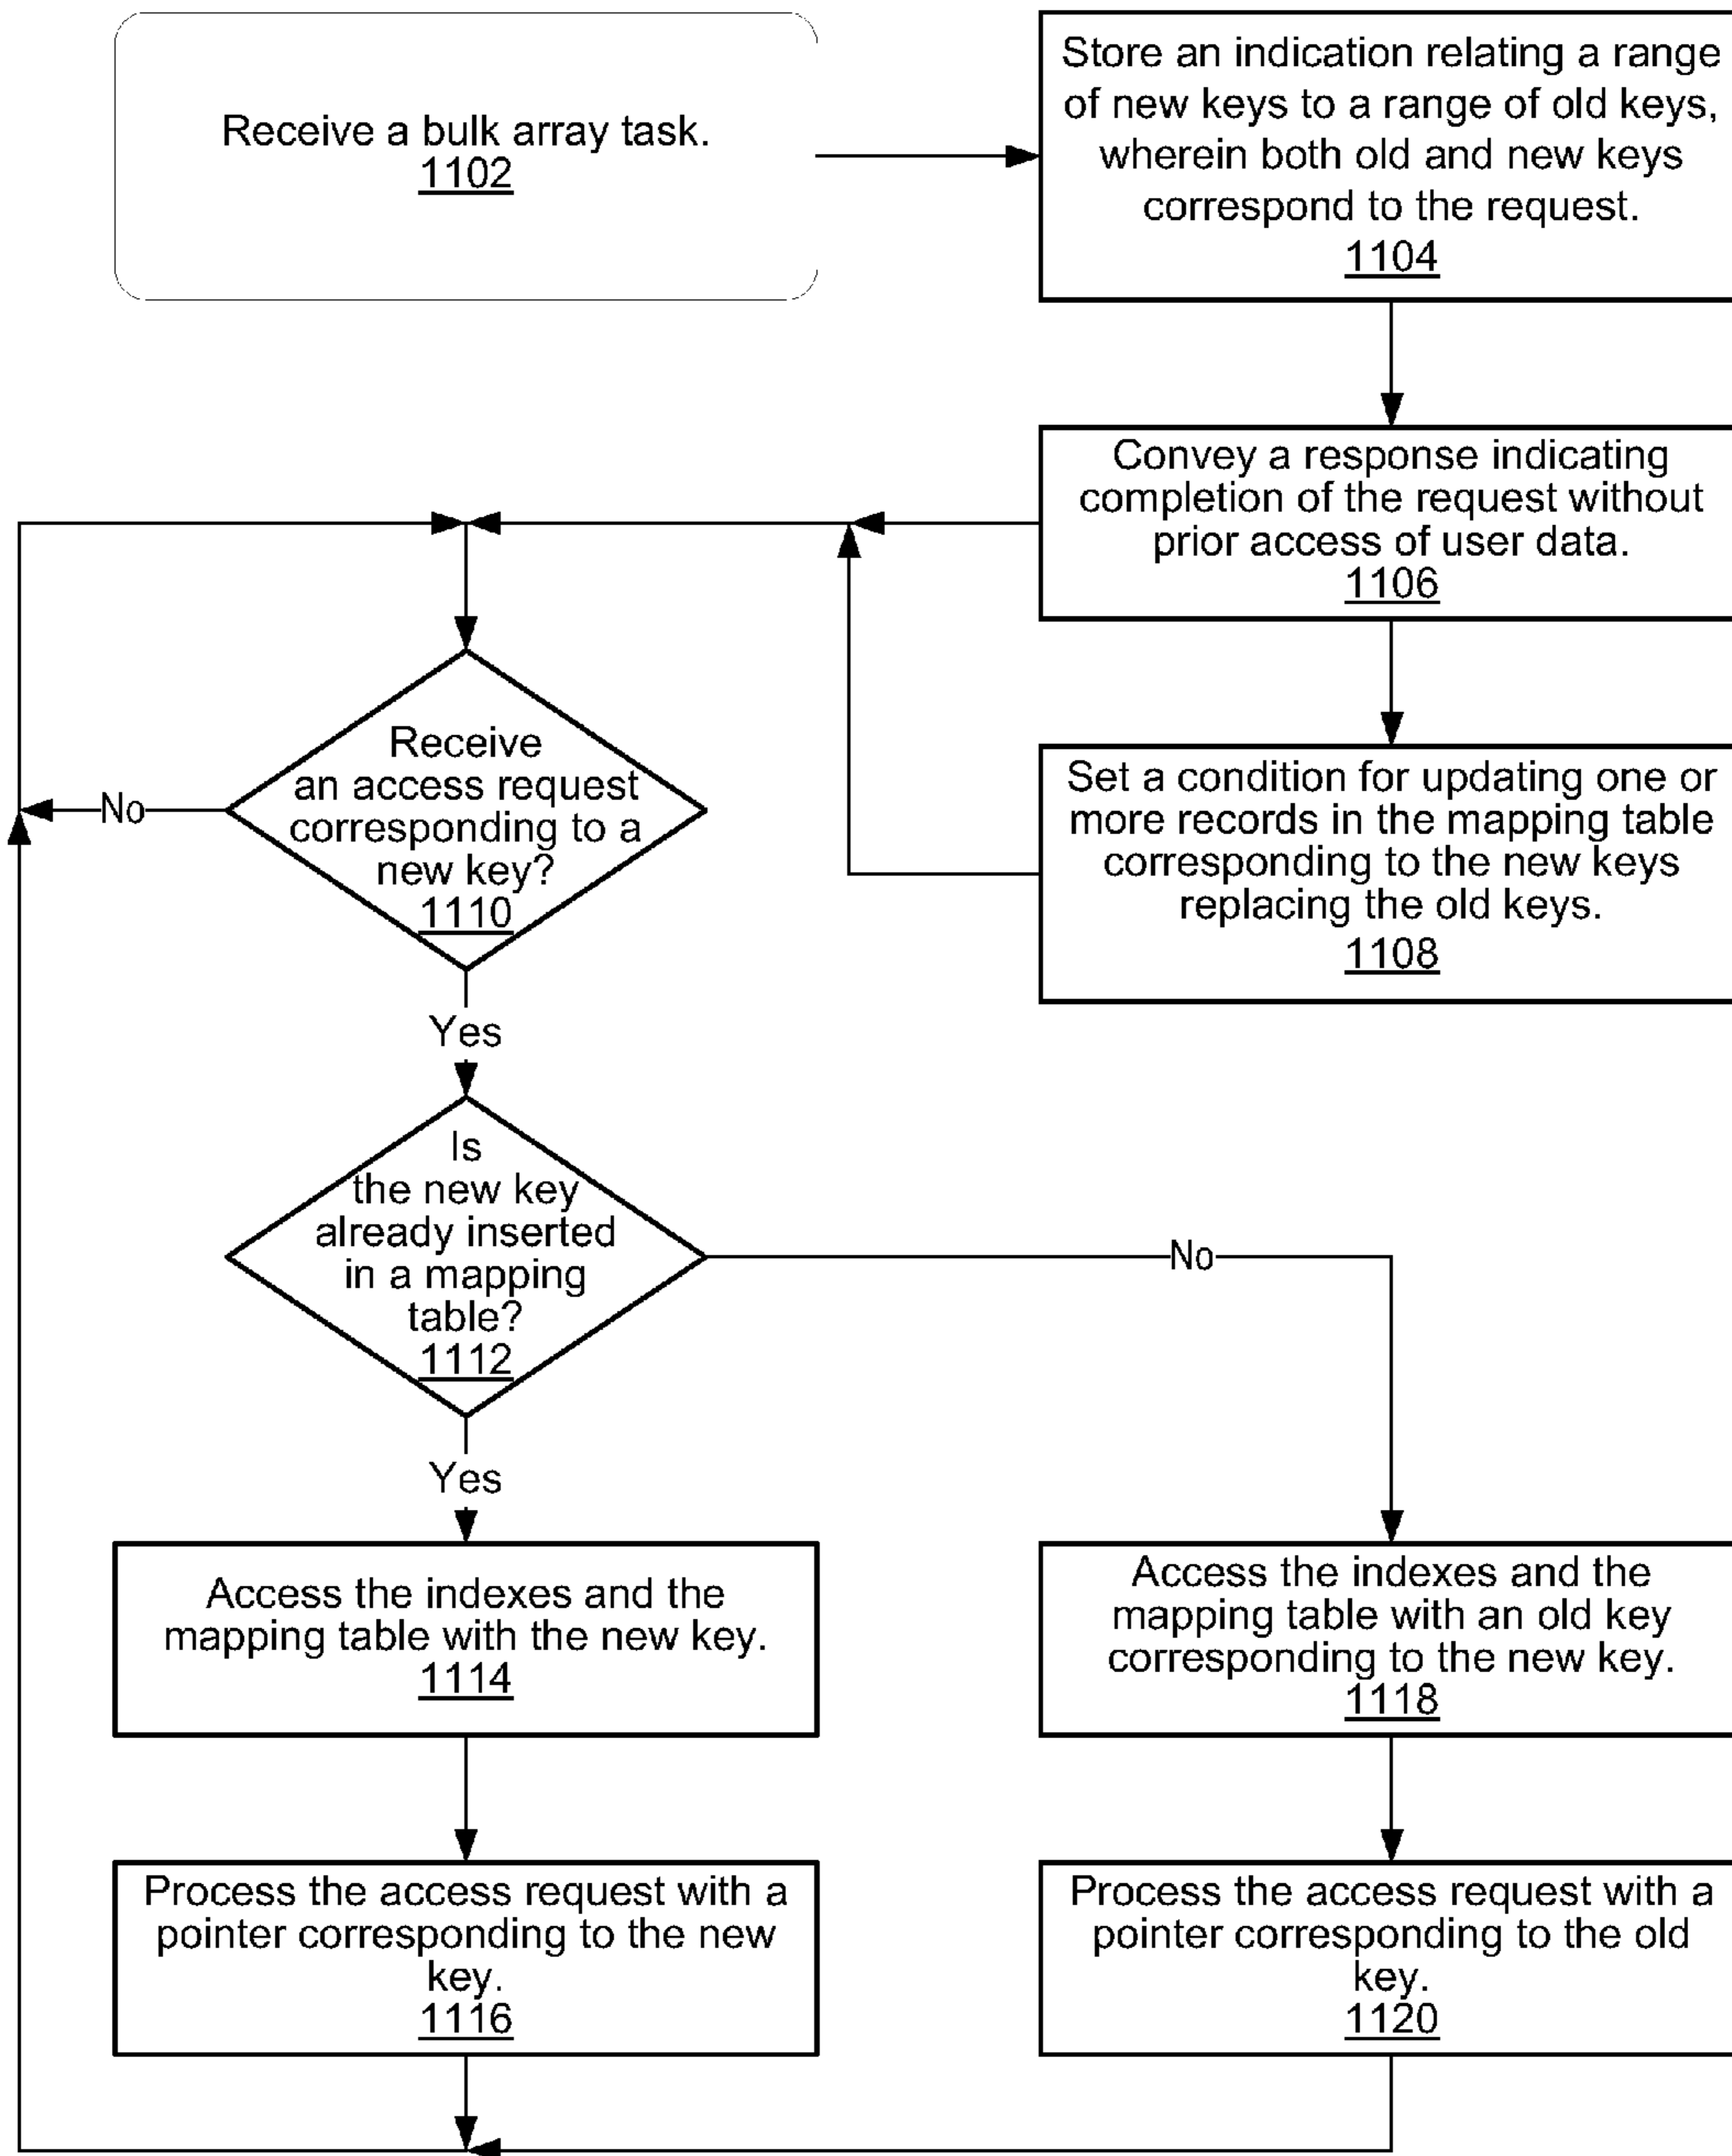 Receive a bulk array task.
1102
Store an indication relating a range
of new keys to a range of old keys,
wherein both old and new keys
correspond to the request.
1104
Convey a response indicating
completion of the request without
prior access of user data.
1106
Set a condition for updating one or
more records in the mapping table
corresponding to the new keys
replacing the old keys.
1108
Receive
an access request
corresponding to a
new key?
1110
No
Yes
Is
the new key
already inserted
in a mapping
table?
1112
No
Yes
Access the indexes and the
mapping table with the new key.
1114
Access the indexes and the
mapping table with an old key
corresponding to the new key.
1118
Process the access request with a
pointer corresponding to the new
key.
1116
Process the access request with a
pointer corresponding to the old
key.
1120